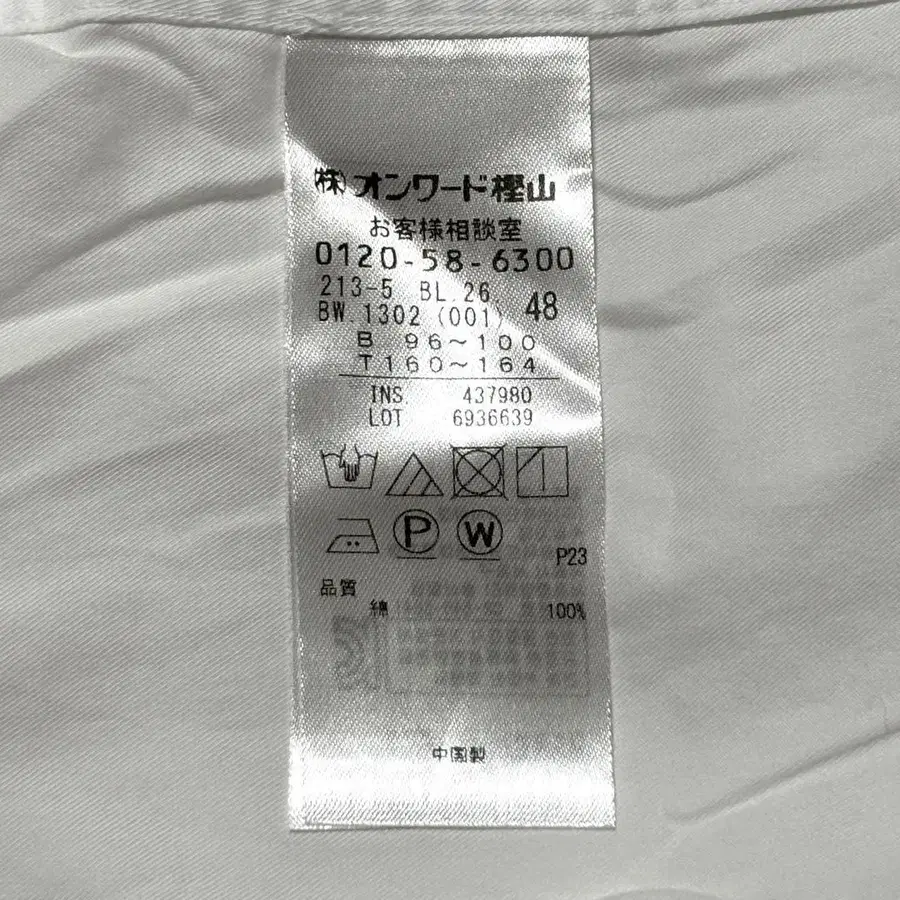 ㈱オンワード樫山
お客様相談室
0120-58-6300
213-5 BL.26. 48
BW.1302 (001)
B 96~100
T 160~164
INS. 437980
LOT 6936639
P W
P23
品質
綿 100%
中国製